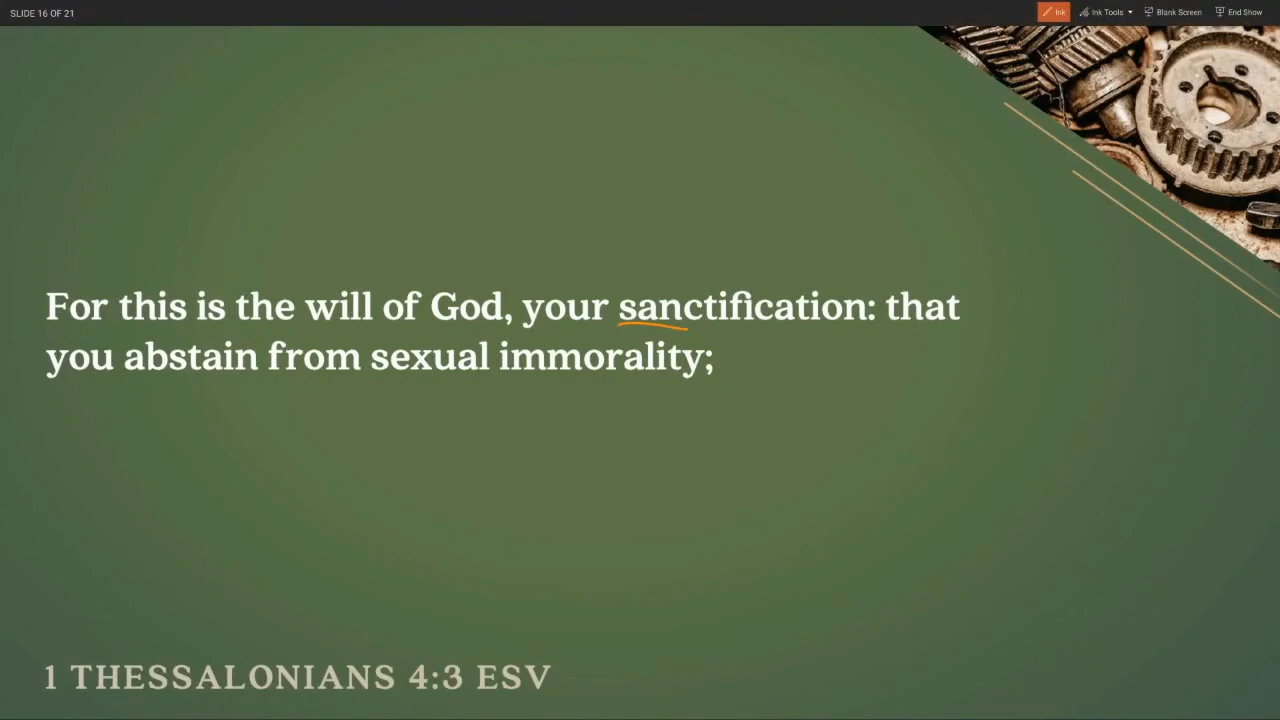 SLIDE 16 OF 21
Ink Ink Tools Blank Screen End Show
For this is the will of God, your sanctification: that
you abstain from sexual immorality;
1 THESSALONIANS 4:3 ESV